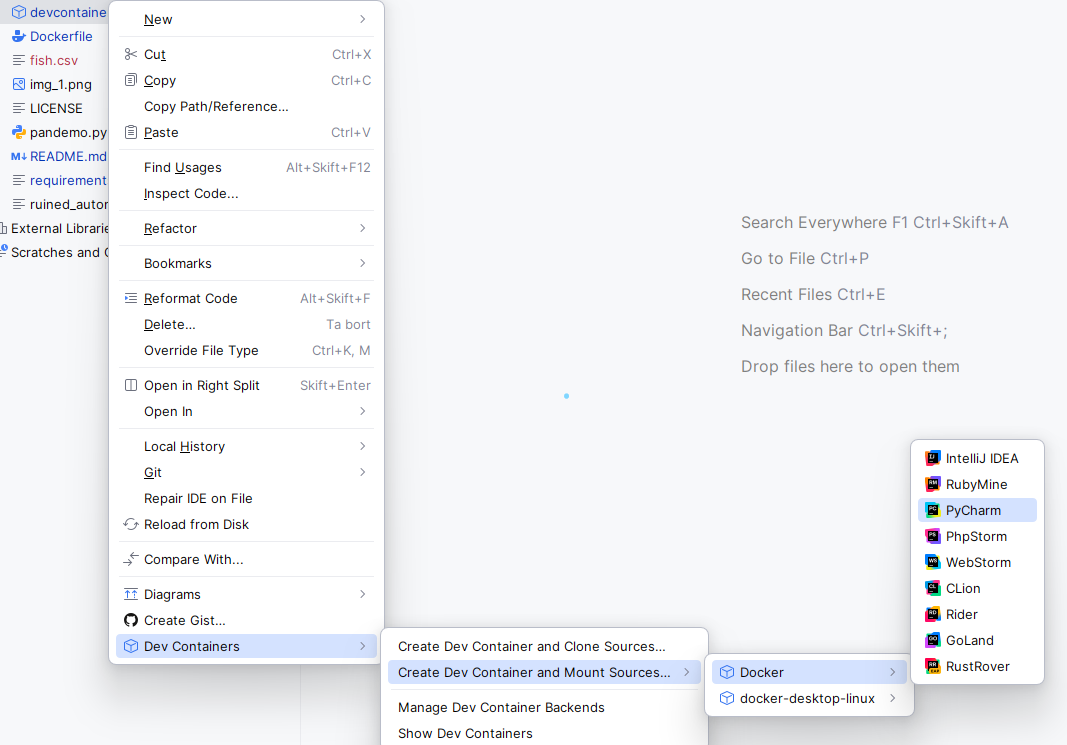 devcontaine
Dockerfile
fish.csv
img_1.png
LICENSE
pandemo.py
M↓ README.md
requirement
ruined_autor
External Librarie
Scratches and C
New
Cut Ctrl+X
Copy Ctrl+C
Copy Path/Reference...
Paste Ctrl+V
Find Usages Alt+Skift+F12
Inspect Code...
Refactor
Bookmarks
Reformat Code Alt+Skift+F
Delete... Ta bort
Override File Type Ctrl+K, M
Open in Right Split Skift+Enter
Open In
Local History
Git
Repair IDE on File
Reload from Disk
Compare With...
Diagrams
Create Gist...
Dev Containers
Create Dev Container and Clone Sources...
Create Dev Container and Mount Sources...
Manage Dev Container Backends
Show Dev Containers
Docker
docker-desktop-linux
IntelliJ IDEA
RubyMine
PyCharm
PhpStorm
WebStorm
CLion
Rider
GoLand
RustRover
Search Everywhere F1 Ctrl+Skift+A
Go to File Ctrl+P
Recent Files Ctrl+E
Navigation Bar Ctrl+Skift+;
Drop files here to open them